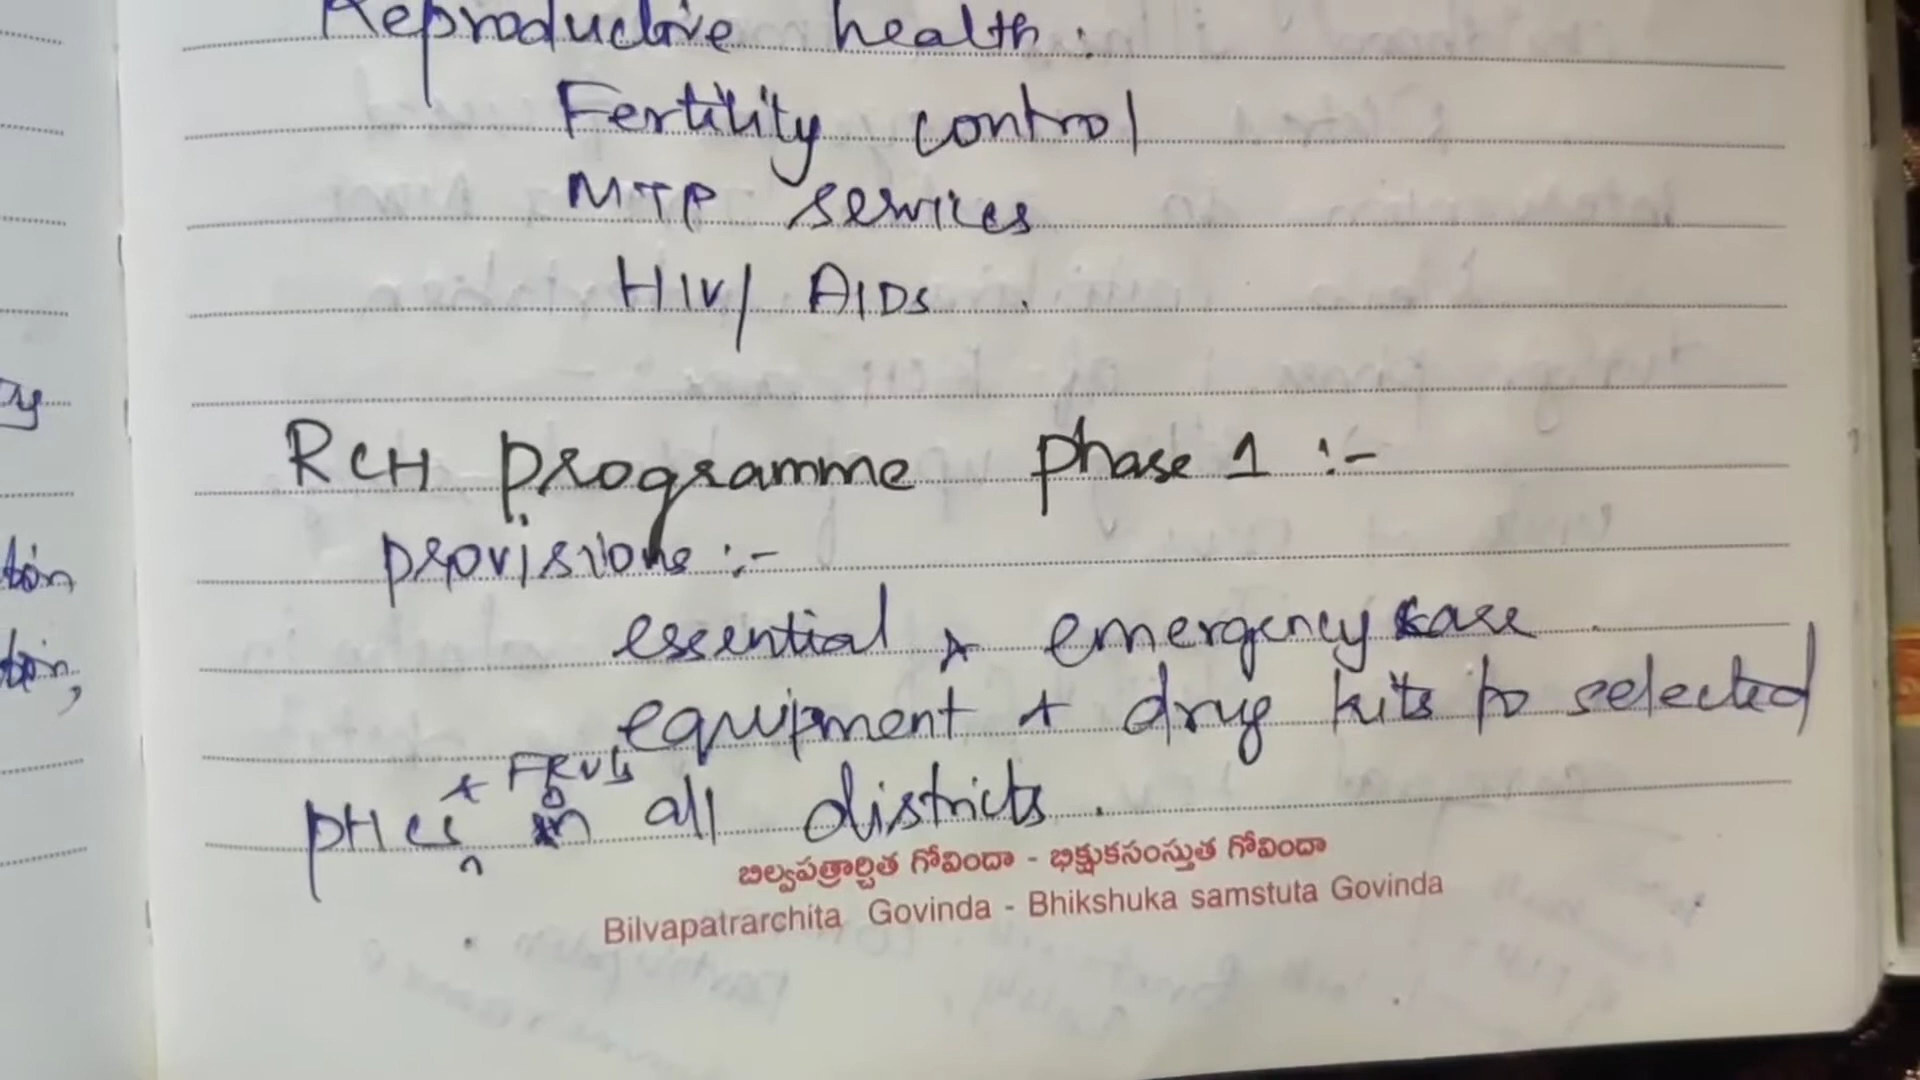 Reproductive health :
Fertility control
MTP services
HIV/ AIDS .
RCH programme phase 1 :-
provisions :-
essential & emergency care
equipment & drug kits to selected
PHCs & FRUs in all districts .
బిల్వపత్రార్చిత గోవిందా - భిక్షుకసంస్తుత గోవిందా
Bilvapatrarchita Govinda - Bhikshuka samstuta Govinda